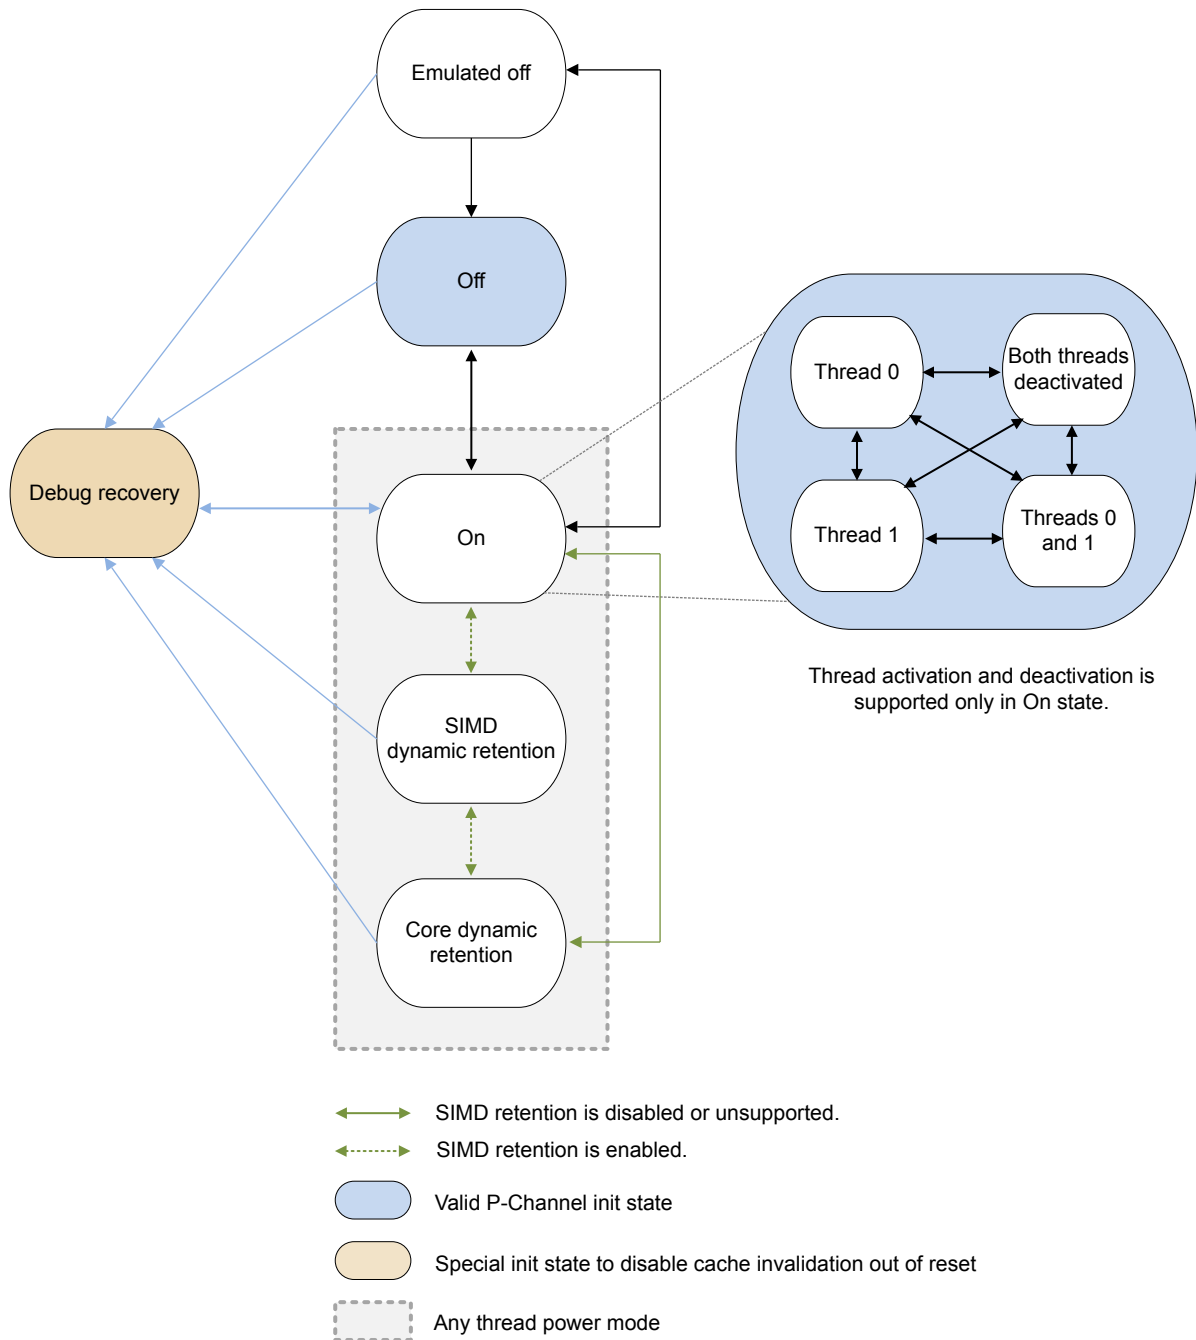 Emulated off
Off
Thread 0
Both threads
deactivated
Debug recovery
On
Thread 1
Threads 0
and 1
Thread activation and deactivation is
supported only in On state.
SIMD
dynamic retention
Core dynamic
retention
SIMD retention is disabled or unsupported.
SIMD retention is enabled.
Valid P-Channel init state
Special init state to disable cache invalidation out of reset
Any thread power mode